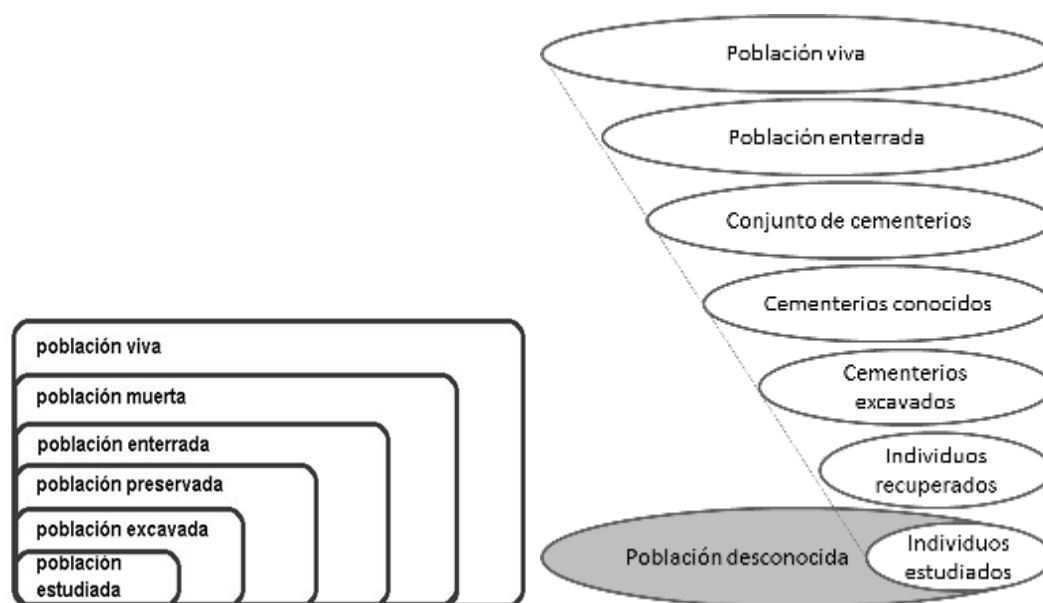 población viva
población muerta
población enterrada
población preservada
población excavada
población
estudiada
Población viva
Población enterrada
Conjunto de cementerios
Cementerios conocidos
Cementerios
excavados
Individuos
recuperados
Población desconocida
Individuos
estudiados